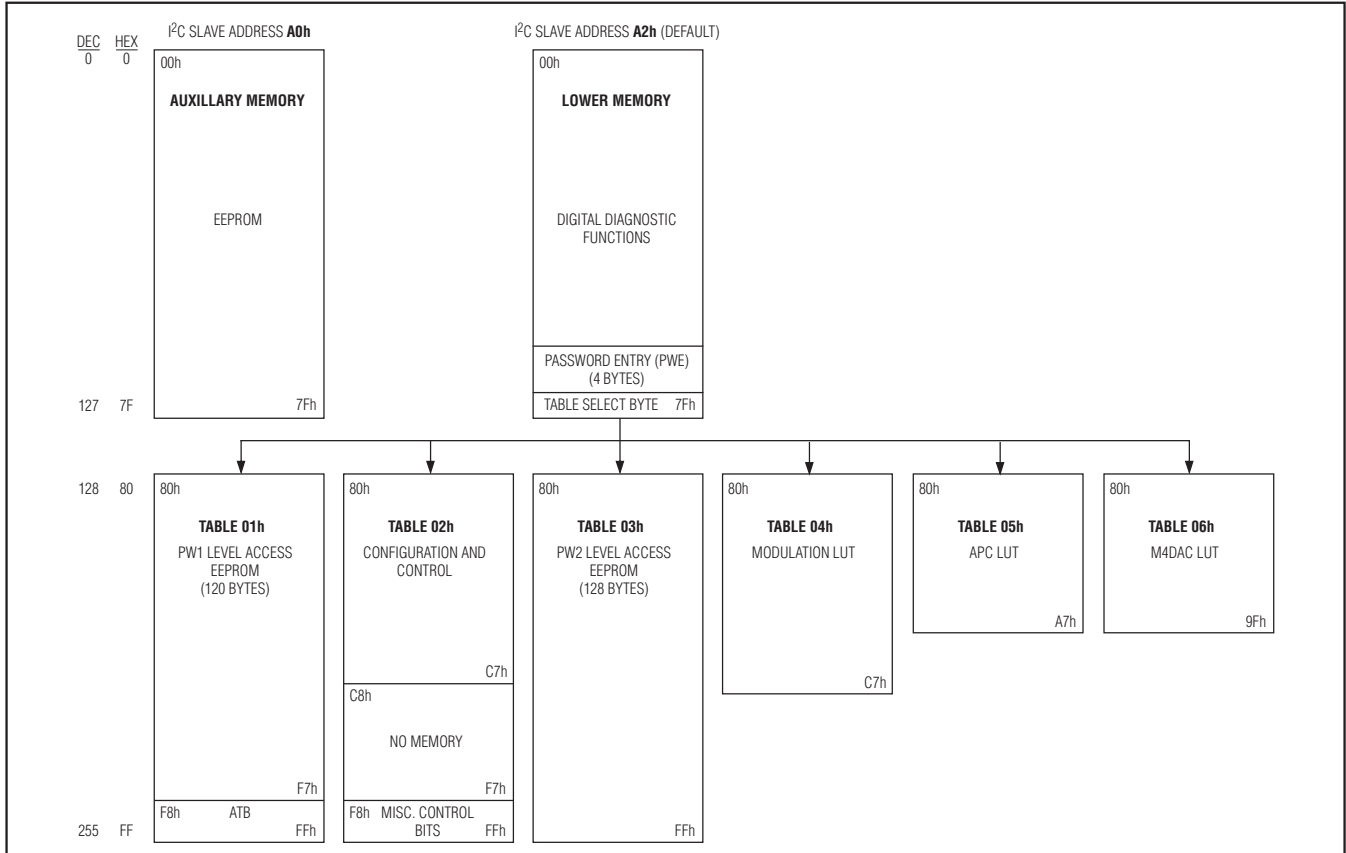 I2C SLAVE ADDRESS A0h
I2C SLAVE ADDRESS A2h (DEFAULT)
DEC HEX
0 0
00h
AUXILLARY MEMORY
EEPROM
7Fh
00h
LOWER MEMORY
DIGITAL DIAGNOSTIC
FUNCTIONS
PASSWORD ENTRY (PWE)
(4 BYTES)
TABLE SELECT BYTE 7Fh
127 7F
128 80
80h
TABLE 01h
PW1 LEVEL ACCESS
EEPROM
(120 BYTES)
F7h
F8h ATB
FFh
80h
TABLE 02h
CONFIGURATION AND
CONTROL
C7h
C8h
NO MEMORY
F7h
F8h MISC. CONTROL
BITS FFh
80h
TABLE 03h
PW2 LEVEL ACCESS
EEPROM
(128 BYTES)
FFh
80h
TABLE 04h
MODULATION LUT
C7h
80h
TABLE 05h
APC LUT
A7h
80h
TABLE 06h
M4DAC LUT
9Fh
255 FF